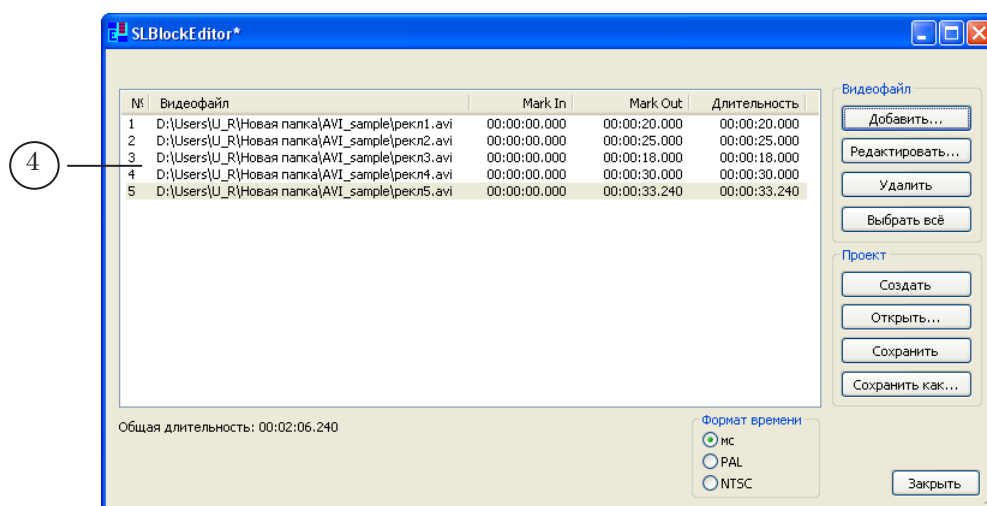 SLBlockEditor*
№ Видеофайл Mark In Mark Out Длительность
1 D:\Users\U_R\Новая папка\AVI_sample\рекл1.avi 00:00:00.000 00:00:20.000 00:00:20.000
2 D:\Users\U_R\Новая папка\AVI_sample\рекл2.avi 00:00:00.000 00:00:25.000 00:00:25.000
3 D:\Users\U_R\Новая папка\AVI_sample\рекл3.avi 00:00:00.000 00:00:18.000 00:00:18.000
4 D:\Users\U_R\Новая папка\AVI_sample\рекл4.avi 00:00:00.000 00:00:30.000 00:00:30.000
5 D:\Users\U_R\Новая папка\AVI_sample\рекл5.avi 00:00:00.000 00:00:33.240 00:00:33.240
4
Видеофайл
Добавить...
Редактировать...
Удалить
Выбрать всё
Проект
Создать
Открыть...
Сохранить
Сохранить как...
Общая длительность: 00:02:06.240
Формат времени
мс
PAL
NTSC
Закрыть